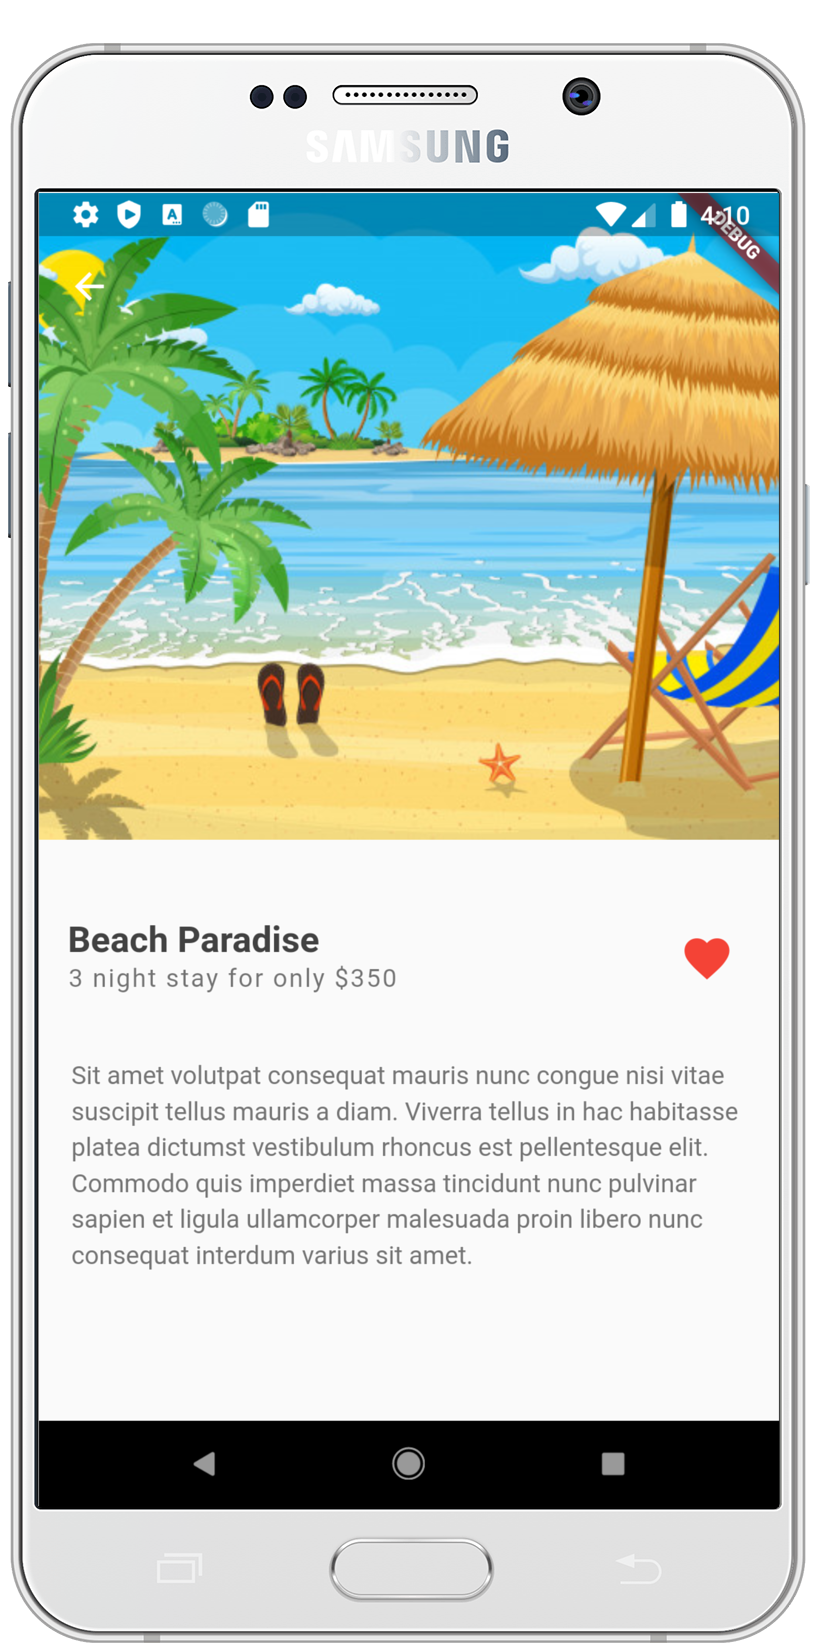 SAMSUNG
A
4:10
DEBUG
Beach Paradise
3 night stay for only $350
Sit amet volutpat consequat mauris nunc congue nisi vitae
suscipit tellus mauris a diam. Viverra tellus in hac habitasse
platea dictumst vestibulum rhoncus est pellentesque elit.
Commodo quis imperdiet massa tincidunt nunc pulvinar
sapien et ligula ullamcorper malesuada proin libero nunc
consequat interdum varius sit amet.